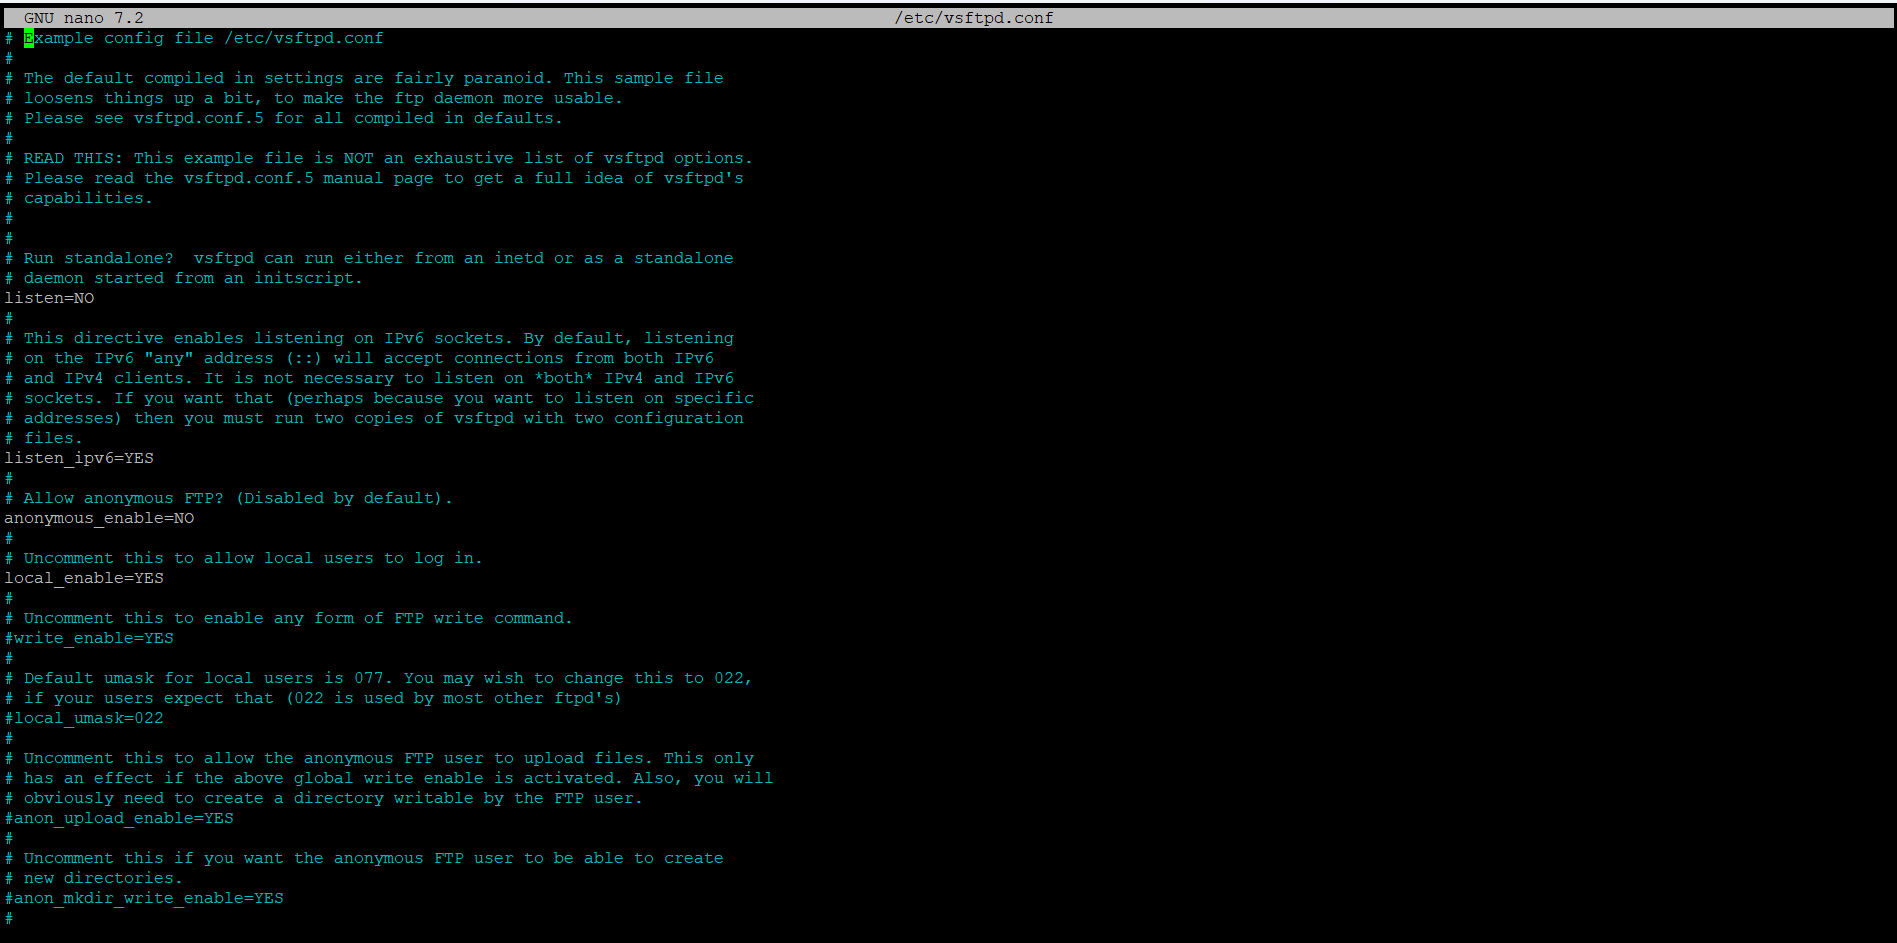 GNU nano 7.2 /etc/vsftpd.conf
# Example config file /etc/vsftpd.conf
#
# The default compiled in settings are fairly paranoid. This sample file
# loosens things up a bit, to make the ftp daemon more usable.
# Please see vsftpd.conf.5 for all compiled in defaults.
#
# READ THIS: This example file is NOT an exhaustive list of vsftpd options.
# Please read the vsftpd.conf.5 manual page to get a full idea of vsftpd's
# capabilities.
#
#
# Run standalone?  vsftpd can run either from an inetd or as a standalone
# daemon started from an initscript.
listen=NO
#
# This directive enables listening on IPv6 sockets. By default, listening
# on the IPv6 "any" address (::) will accept connections from both IPv6
# and IPv4 clients. It is not necessary to listen on *both* IPv4 and IPv6
# sockets. If you want that (perhaps because you want to listen on specific
# addresses) then you must run two copies of vsftpd with two configuration
# files.
listen_ipv6=YES
#
# Allow anonymous FTP? (Disabled by default).
anonymous_enable=NO
#
# Uncomment this to allow local users to log in.
local_enable=YES
#
# Uncomment this to enable any form of FTP write command.
#write_enable=YES
#
# Default umask for local users is 077. You may wish to change this to 022,
# if your users expect that (022 is used by most other ftpd's)
#local_umask=022
#
# Uncomment this to allow the anonymous FTP user to upload files. This only
# has an effect if the above global write enable is activated. Also, you will
# obviously need to create a directory writable by the FTP user.
#anon_upload_enable=YES
#
# Uncomment this if you want the anonymous FTP user to be able to create
# new directories.
#anon_mkdir_write_enable=YES
#